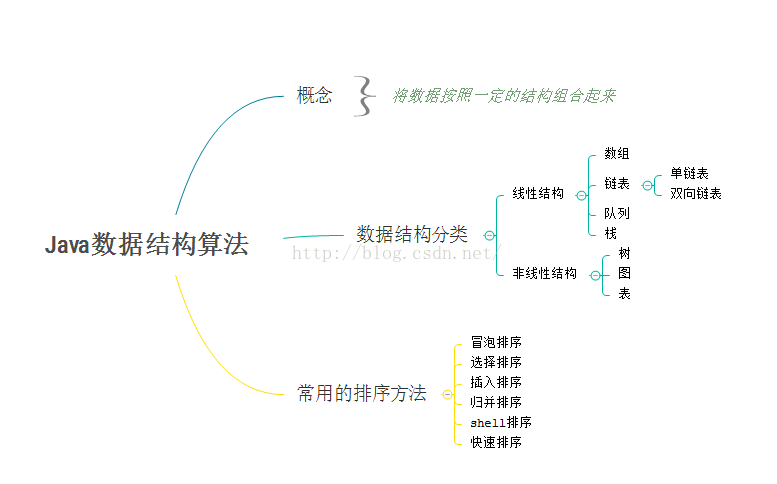 概念
将数据按照一定的结构组合起来
Java数据结构算法
数据结构分类
http://blog.csdn.net/
线性结构
数组
链表
单链表
双向链表
队列
栈
非线性结构
树
图
表
常用的排序方法
冒泡排序
选择排序
插入排序
归并排序
shell排序
快速排序